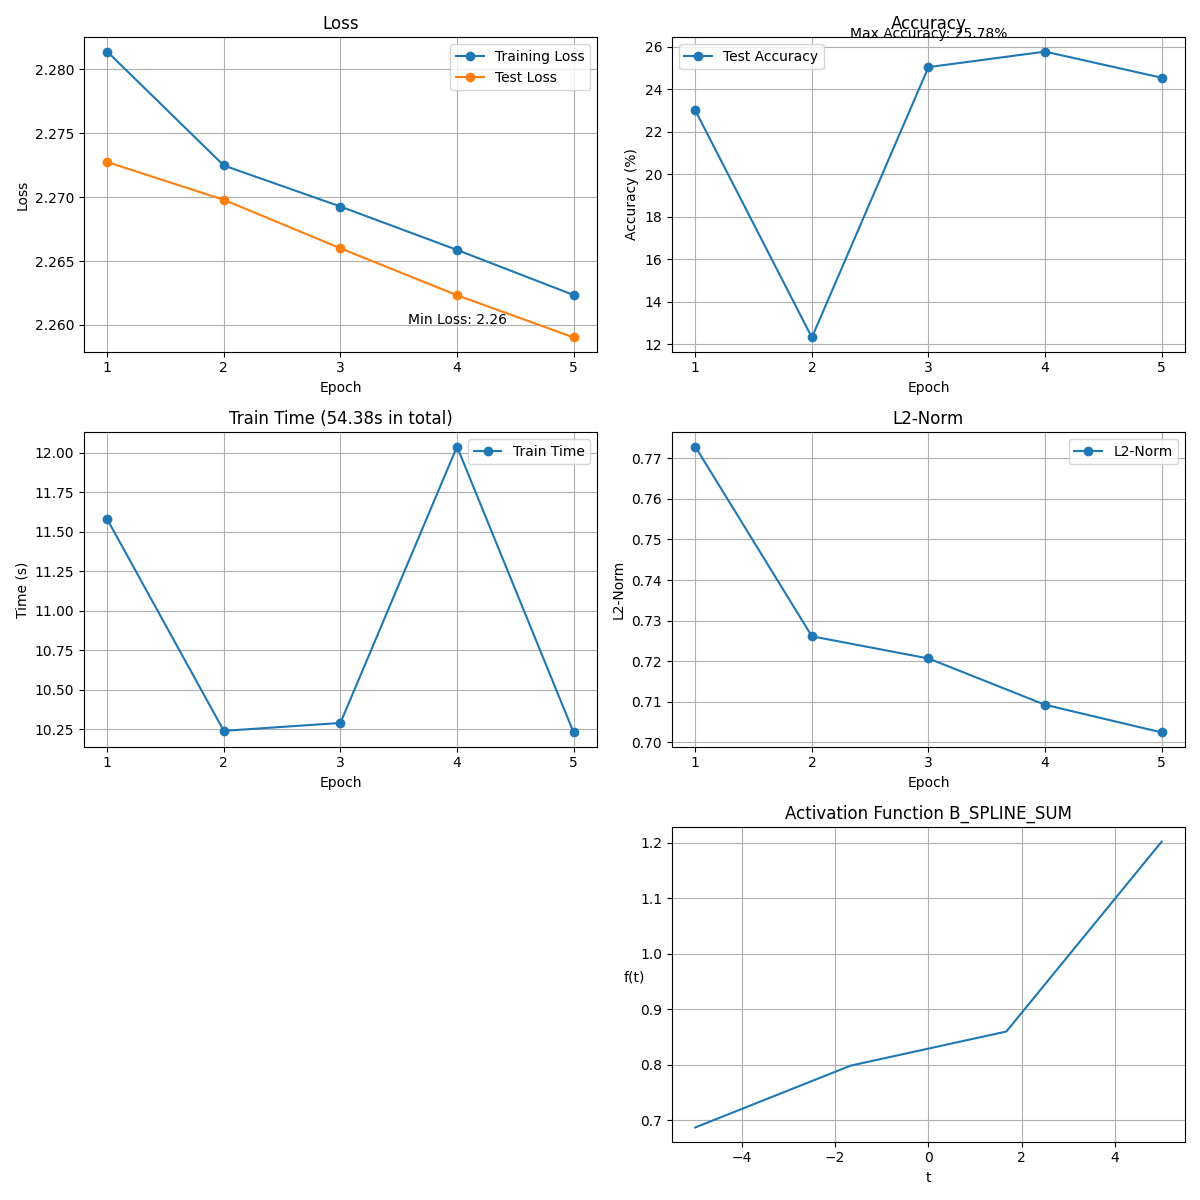 Loss
Training Loss
Test Loss
2.280
2.275
2.270
2.265
2.260
Loss
Min Loss: 2.26
1 2 3 4 5
Epoch
Accuracy
Max Accuracy: 25.78%
Test Accuracy
26
24
22
20
18
16
14
12
Accuracy (%)
1 2 3 4 5
Epoch
Train Time (54.38s in total)
Train Time
12.00
11.75
11.50
11.25
11.00
10.75
10.50
10.25
Time (s)
1 2 3 4 5
Epoch
L2-Norm
L2-Norm
0.77
0.76
0.75
0.74
0.73
0.72
0.71
0.70
L2-Norm
1 2 3 4 5
Epoch
Activation Function B_SPLINE_SUM
1.2
1.1
1.0
0.9
0.8
0.7
f(t)
−4 −2 0 2 4
t